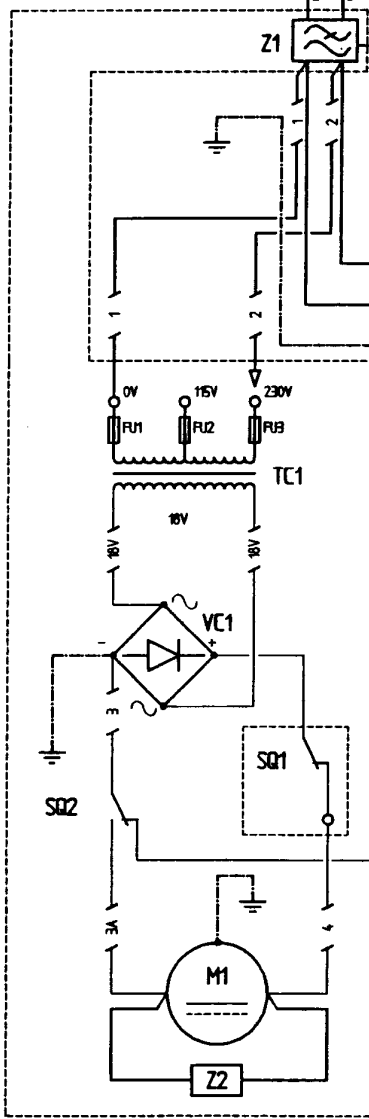 Z1
1 2
1 2
0V 115V 230V
FU1 FU2 FU3
TC1
18V
18V 18V
VC1
- +
3
SQ1
SQ2
3A 4
M1
Z2